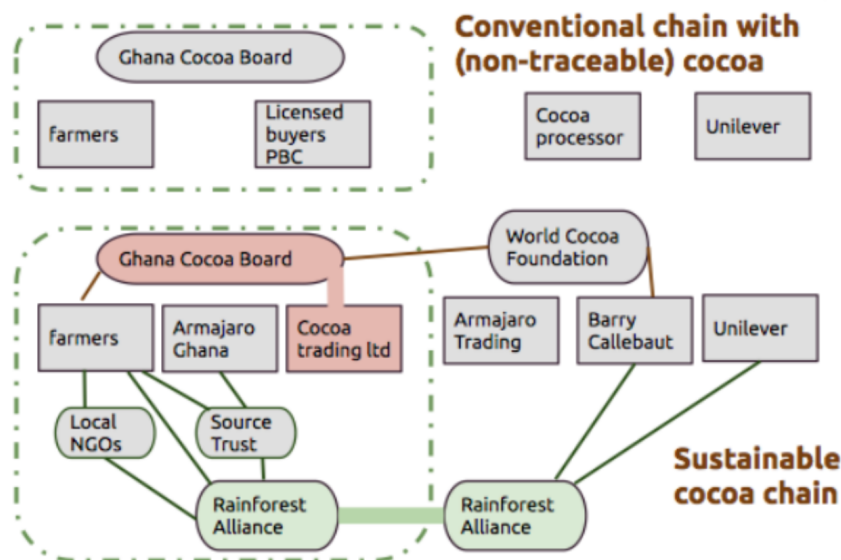 Conventional chain with
(non-traceable) cocoa
Ghana Cocoa Board
farmers
Licensed
buyers
PBC
Cocoa
processor
Unilever
Ghana Cocoa Board
World Cocoa
Foundation
farmers
Armajaro
Ghana
Cocoa
trading ltd
Armajaro
Trading
Barry
Callebaut
Unilever
Local
NGOs
Source
Trust
Rainforest
Alliance
Rainforest
Alliance
Sustainable
cocoa chain